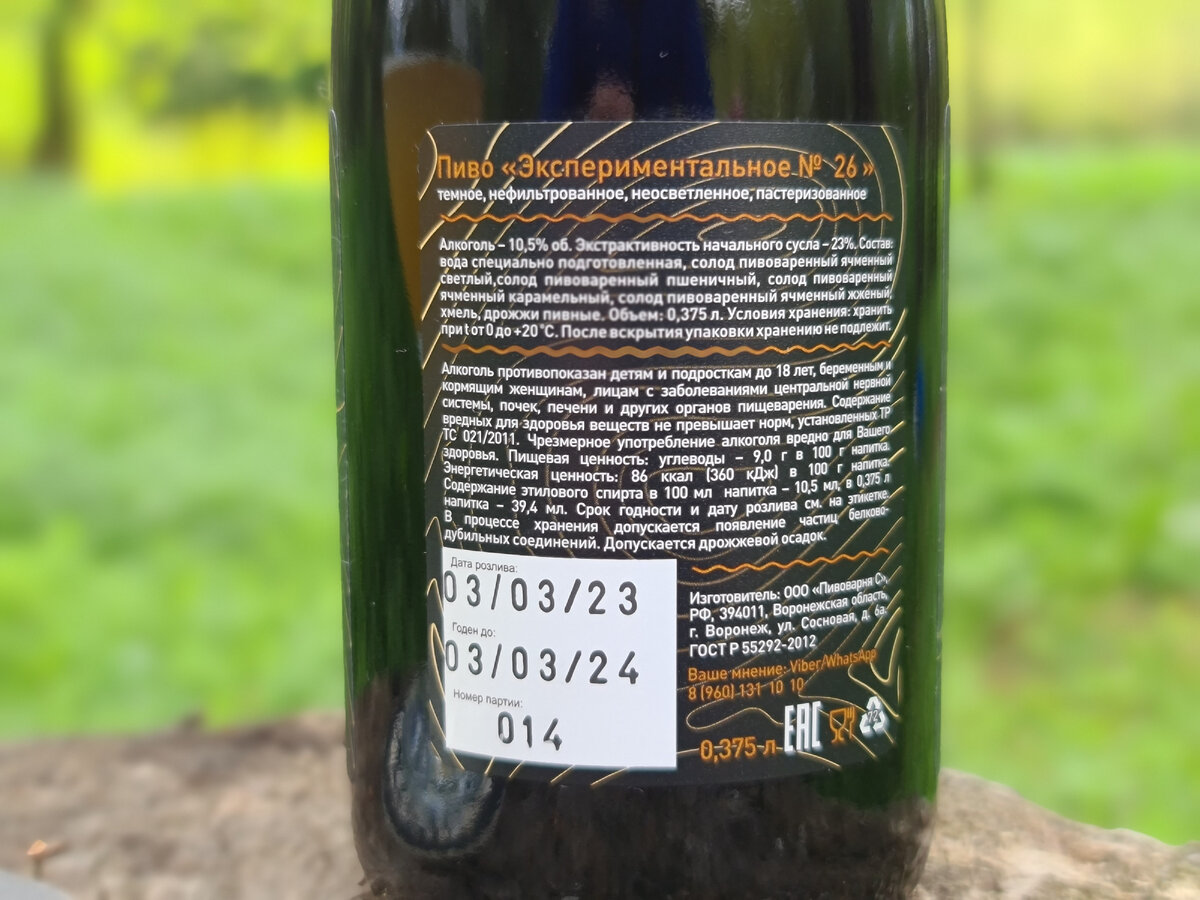 Пиво «Экспериментальное № 26»
темное, нефильтрованное, неосветленное, пастеризованное
Алкоголь – 10,5% об. Экстрактивность начального сусла – 23%. Состав:
вода специально подготовленная, солод пивоваренный ячменный
светлый,солод пивоваренный пшеничный, солод пивоваренный
ячменный карамельный, солод пивоваренный ячменный жженый,
хмель, дрожжи пивные. Объем: 0,375 л. Условия хранения: хранить
при t от 0 до +20 °С. После вскрытия упаковки хранению не подлежит.
Алкоголь противопоказан детям и подросткам до 18 лет, беременным и
кормящим женщинам, лицам с заболеваниями центральной нервной
системы, почек, печени и других органов пищеварения. Содержание
вредных для здоровья веществ не превышает норм, установленных ТР
ТС 021/2011. Чрезмерное употребление алкоголя вредно для Вашего
здоровья. Пищевая ценность: углеводы – 9,0 г в 100 г напитка.
Энергетическая ценность: 86 ккал (360 кДж) в 100 г напитка.
Содержание этилового спирта в 100 мл напитка – 10,5 мл, в 0,375 л
напитка – 39,4 мл. Срок годности и дату розлива см. на этикетке.
В процессе хранения допускается появление частиц белково-
дубильных соединений. Допускается дрожжевой осадок.
Дата розлива:
03/03/23
Годен до:
03/03/24
Номер партии:
014
Изготовитель: ООО «Пивоварня С»,
РФ, 394011, Воронежская область,
г. Воронеж, ул. Сосновая, д. 6а.
ГОСТ Р 55292-2012
Ваше мнение: Viber/WhatsApp
8 (960) 131 10 10
0,375 л EAC 72